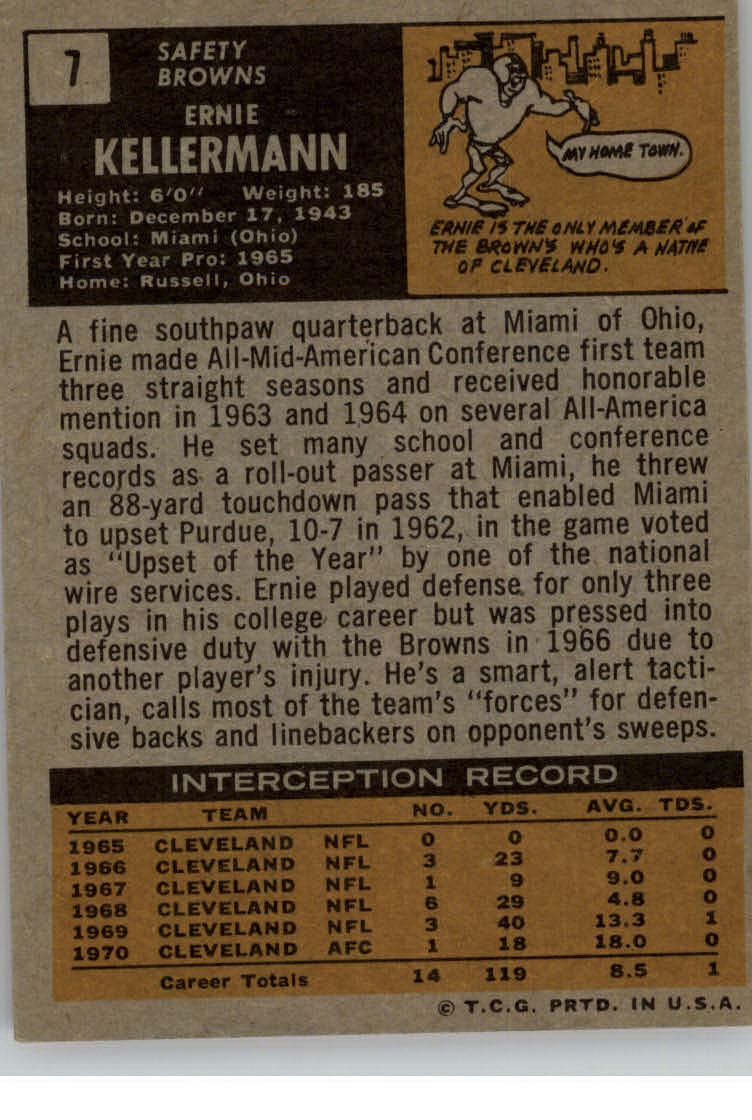 7
SAFETY
BROWNS
ERNIE
KELLERMANN
Height: 6'0" Weight: 185
Born: December 17, 1943
School: Miami (Ohio)
First Year Pro: 1965
Home: Russell, Ohio
MY HOME TOWN.
ERNIE IS THE ONLY MEMBER OF
THE BROWN'S WHO'S A NATIVE
OF CLEVELAND.
A fine southpaw quarterback at Miami of Ohio,
Ernie made All-Mid-American Conference first team
three straight seasons and received honorable
mention in 1963 and 1964 on several All-America
squads. He set many school and conference
records as a roll-out passer at Miami, he threw
an 88-yard touchdown pass that enabled Miami
to upset Purdue, 10-7 in 1962, in the game voted
as "Upset of the Year" by one of the national
wire services. Ernie played defense for only three
plays in his college career but was pressed into
defensive duty with the Browns in 1966 due to
another player's injury. He's a smart, alert tacti-
cian, calls most of the team's "forces" for defen-
sive backs and linebackers on opponent's sweeps.
INTERCEPTION RECORD
YEAR TEAM NO. YDS. AVG. TDS.
1965 CLEVELAND NFL 0 0 0.0 0
1966 CLEVELAND NFL 3 23 7.7 0
1967 CLEVELAND NFL 1 9 9.0 0
1968 CLEVELAND NFL 6 29 4.8 0
1969 CLEVELAND NFL 3 40 13.3 1
1970 CLEVELAND AFC 1 18 18.0 0
Career Totals 14 119 8.5 1
© T.C.G. PRTD. IN U.S.A.